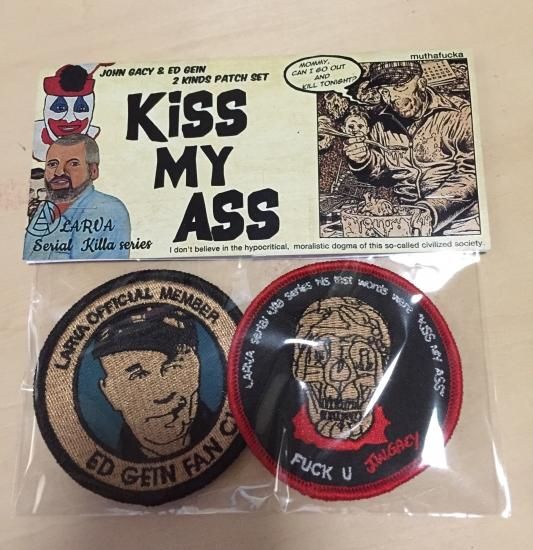 JOHN GACY & ED GEIN
2 KINDS PATCH SET
KiSS
MY
ASS
MOMMY,
CAN I GO OUT
AND
KILL TONIGHT?
muthafucka
LARVA
Serial Killa series
I don't believe in the hypocritical, moralistic dogma of this so-called civilized society.
LARVA OFFICIAL MEMBER
ED GEIN FAN
LARVA serial killa series his last words were "KISS MY ASS"
FUCK U
J.W.GACY